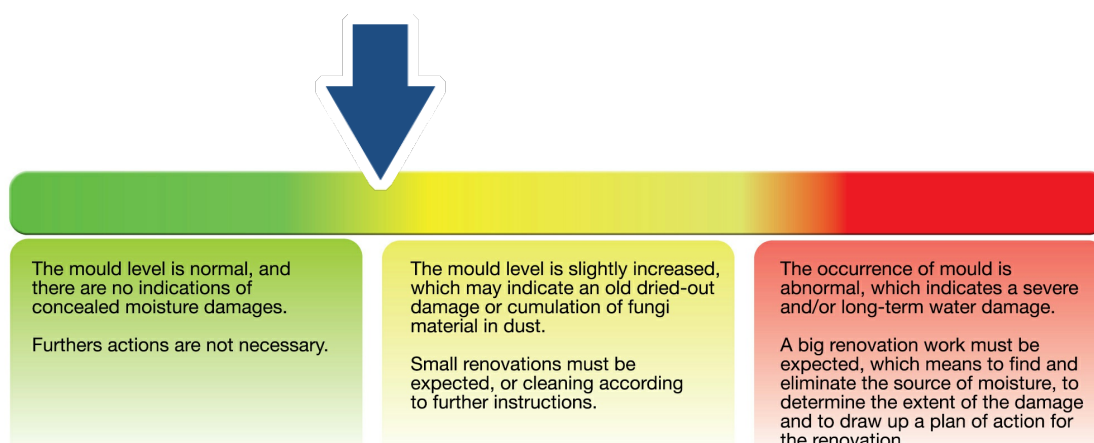 The mould level is normal, and
there are no indications of
concealed moisture damages.
Furthers actions are not necessary.
The mould level is slightly increased,
which may indicate an old dried-out
damage or cumulation of fungi
material in dust.
Small renovations must be
expected, or cleaning according
to further instructions.
The occurrence of mould is
abnormal, which indicates a severe
and/or long-term water damage.
A big renovation work must be
expected, which means to find and
eliminate the source of moisture, to
determine the extent of the damage
and to draw up a plan of action for
the renovation